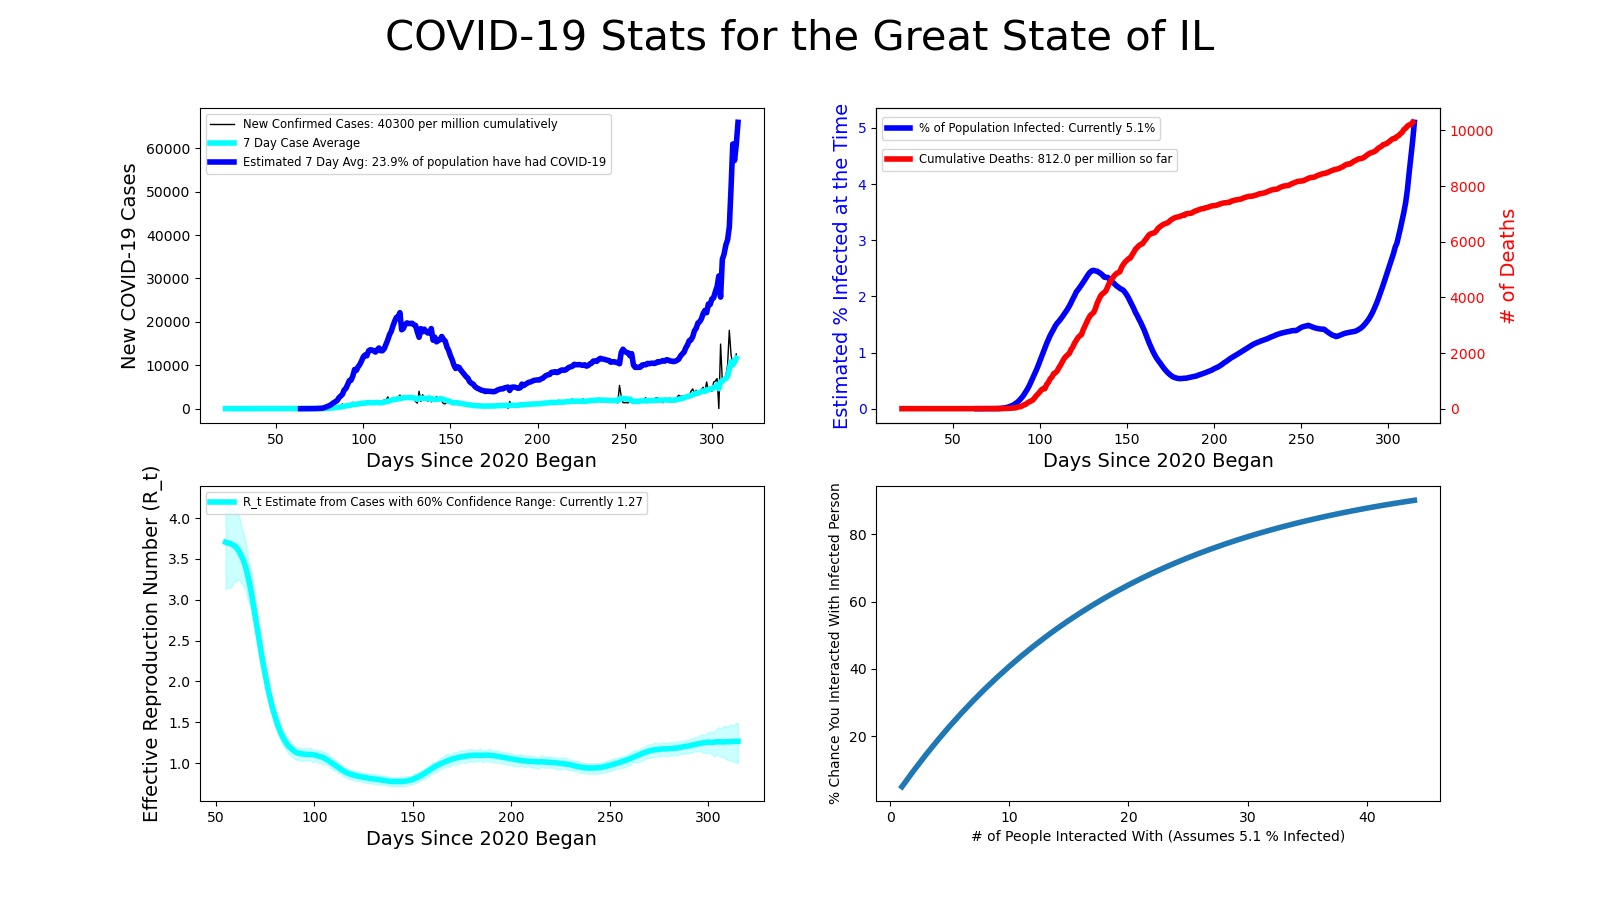 COVID-19 Stats for the Great State of IL
New Confirmed Cases: 40300 per million cumulatively
7 Day Case Average
Estimated 7 Day Avg: 23.9% of population have had COVID-19
New COVID-19 Cases
60000
50000
40000
30000
20000
10000
0
50 100 150 200 250 300
Days Since 2020 Began
% of Population Infected: Currently 5.1%
Cumulative Deaths: 812.0 per million so far
Estimated % Infected at the Time
5
4
3
2
1
0
10000
8000
6000
4000
2000
0
# of Deaths
50 100 150 200 250 300
Days Since 2020 Began
R_t Estimate from Cases with 60% Confidence Range: Currently 1.27
Effective Reproduction Number (R_t)
4.0
3.5
3.0
2.5
2.0
1.5
1.0
50 100 150 200 250 300
Days Since 2020 Began
% Chance You Interacted With Infected Person
80
60
40
20
0 10 20 30 40
# of People Interacted With (Assumes 5.1 % Infected)